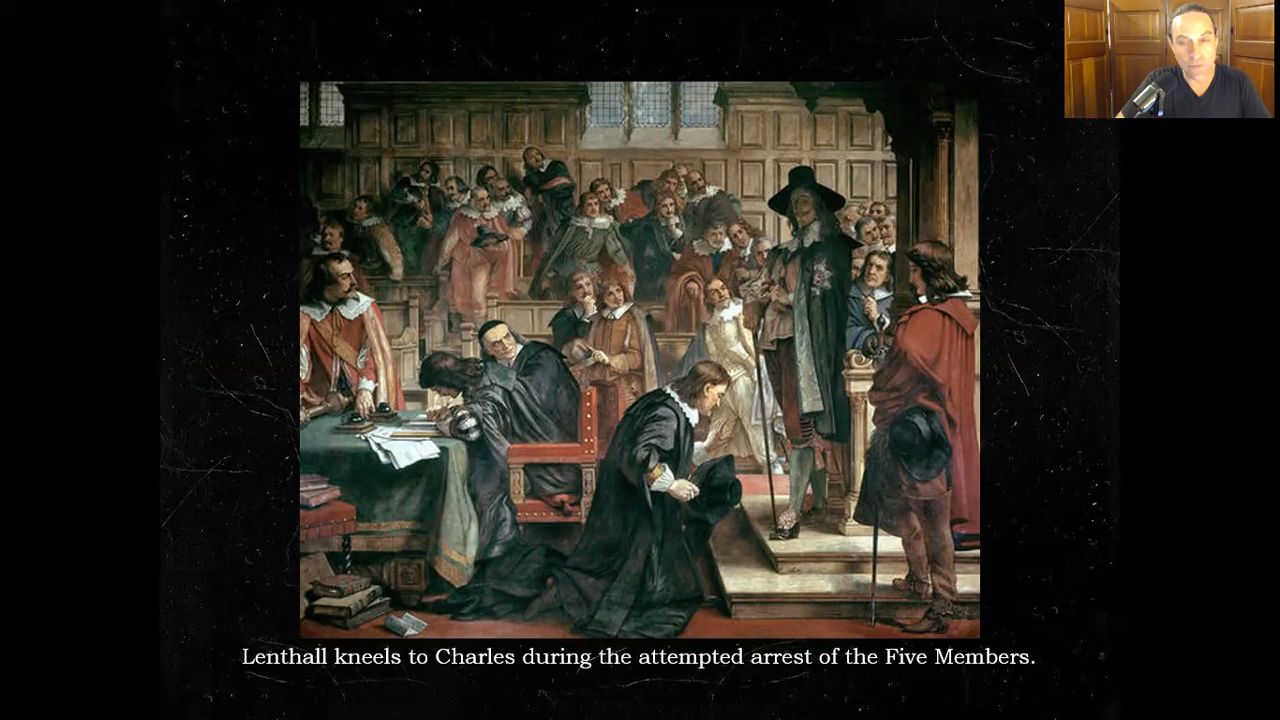 Lenthall kneels to Charles during the attempted arrest of the Five Members.